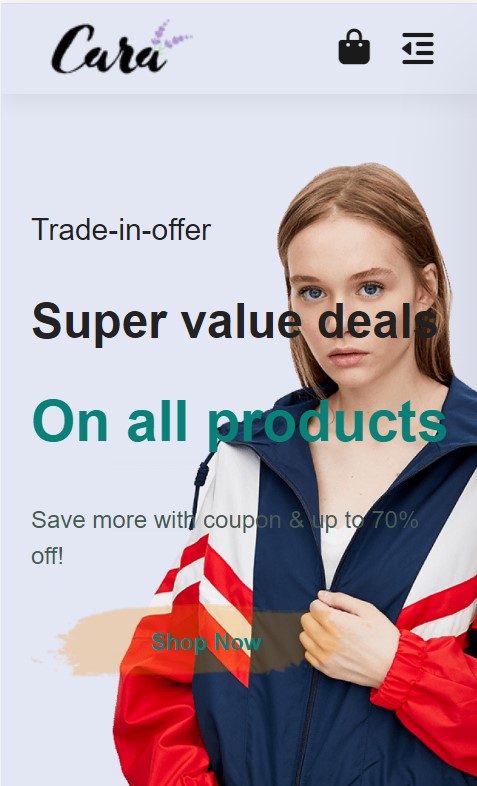 Cara
Trade-in-offer
Super value deals
On all products
Save more with coupon & up to 70%
off!
Shop Now